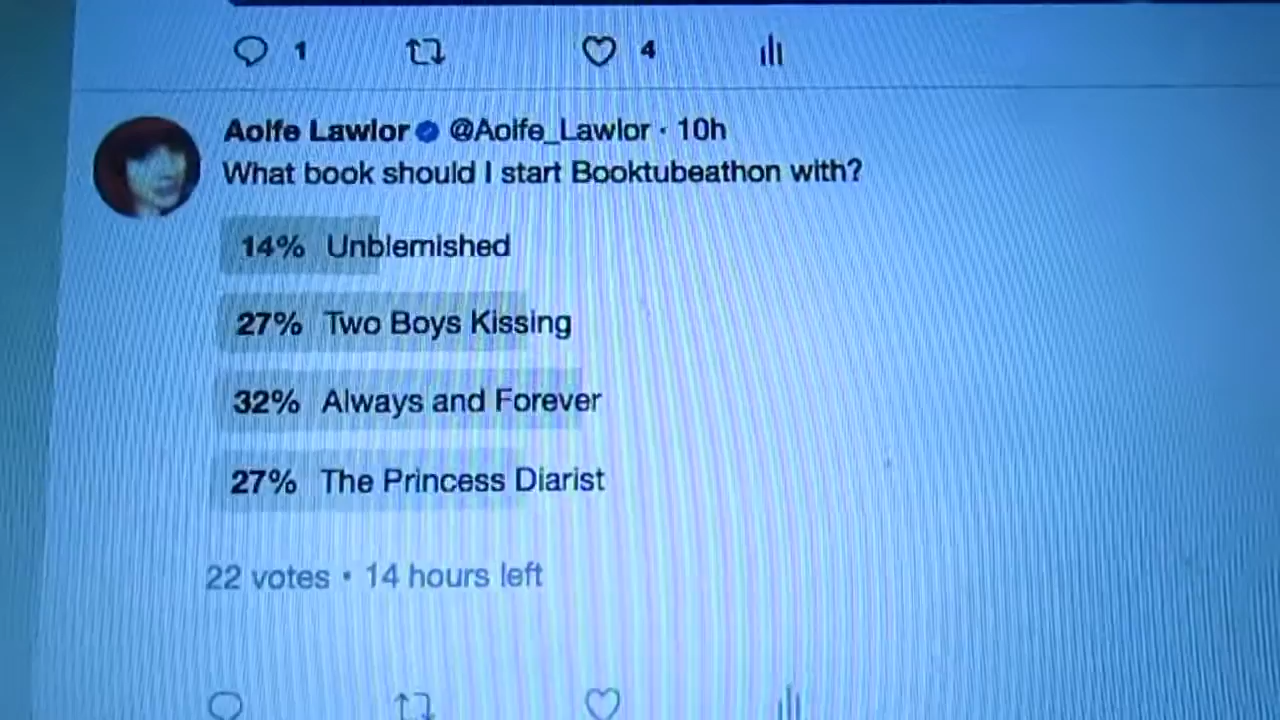 1 4
Aoife Lawlor @Aoife_Lawlor · 10h
What book should I start Booktubeathon with?
14% Unblemished
27% Two Boys Kissing
32% Always and Forever
27% The Princess Diarist
22 votes • 14 hours left